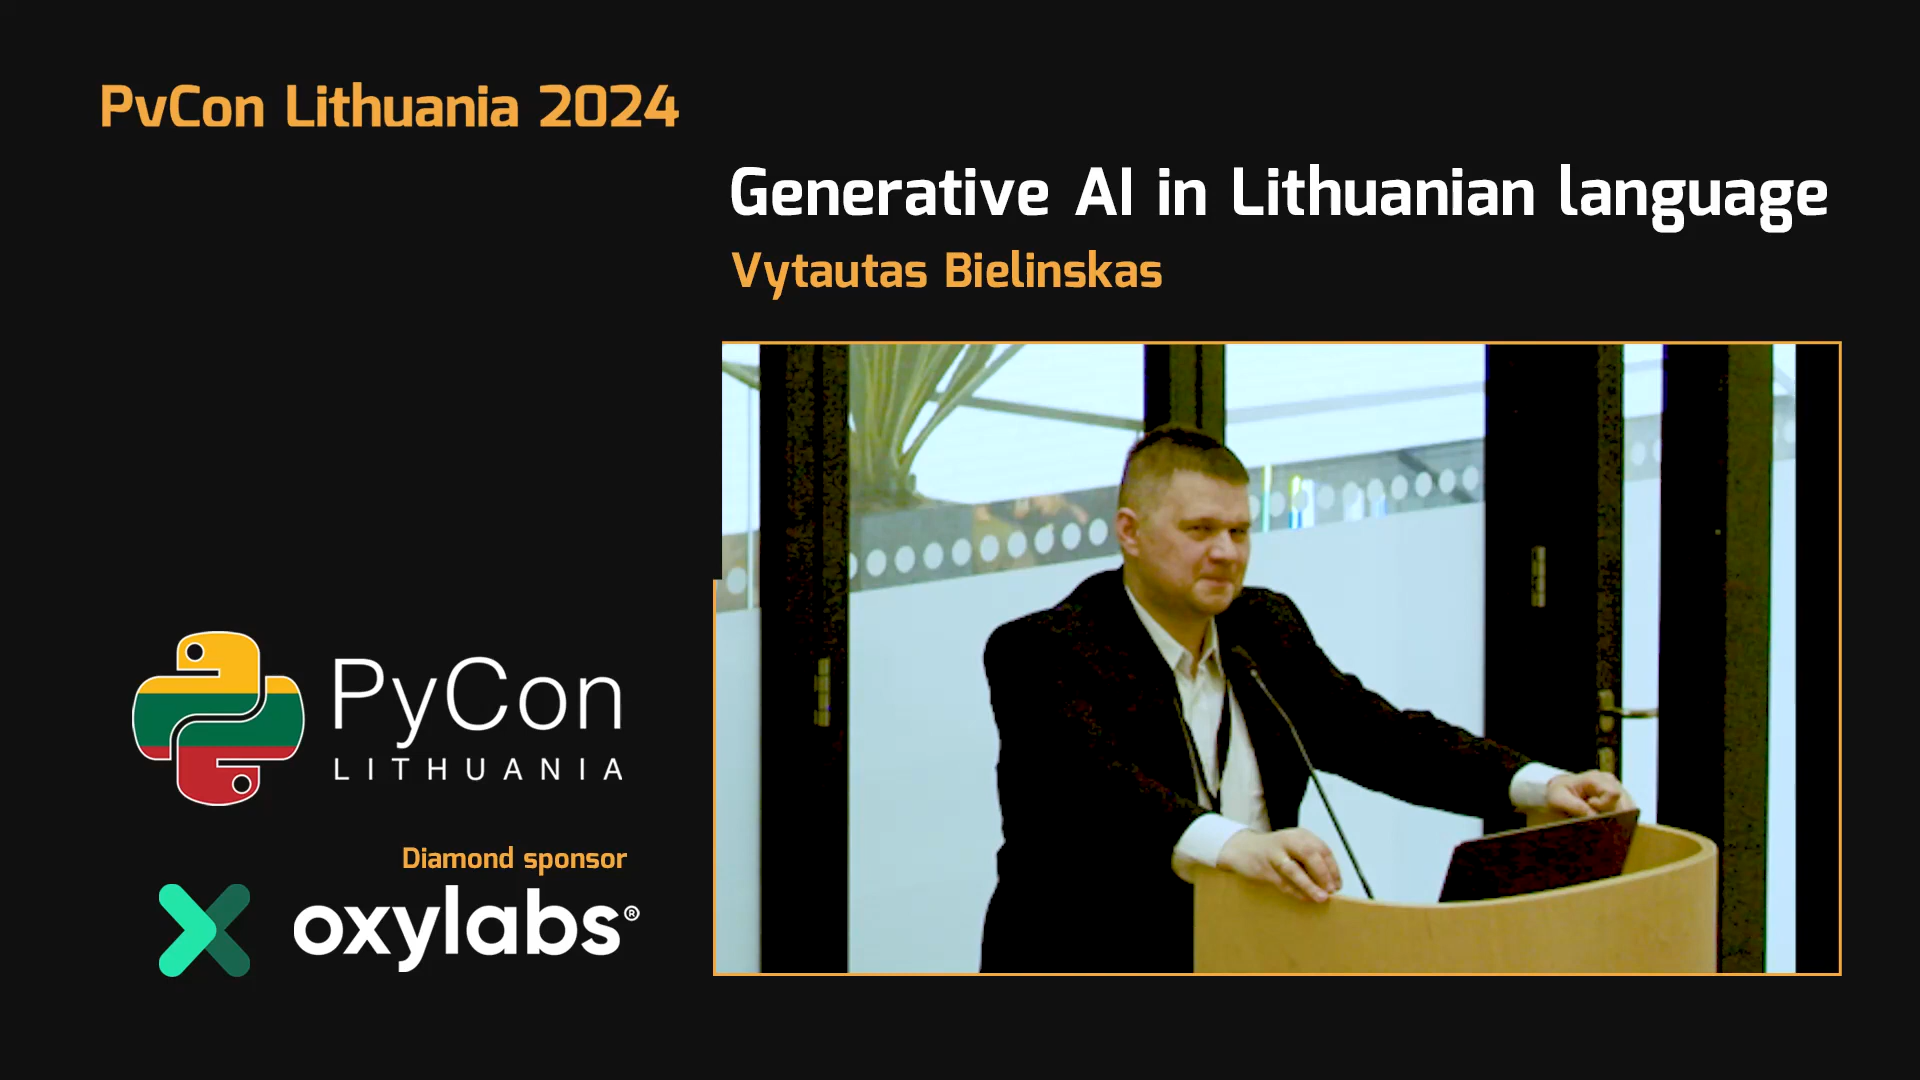 PyCon Lithuania 2024
Generative AI in Lithuanian language
Vytautas Bielinskas
PyCon
LITHUANIA
Diamond sponsor
oxylabs®